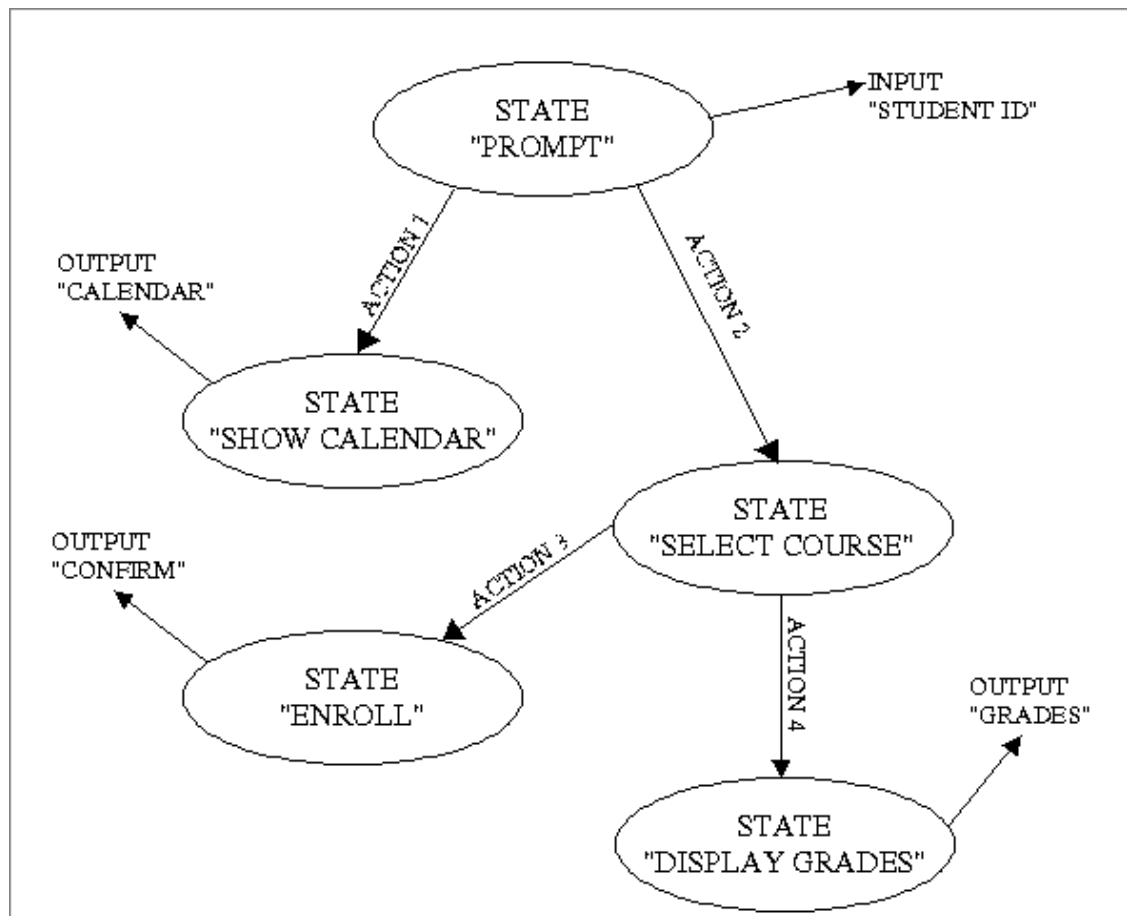 STATE
"PROMPT"
INPUT
"STUDENT ID"
ACTION 1
ACTION 2
OUTPUT
"CALENDAR"
STATE
"SHOW CALENDAR"
STATE
"SELECT COURSE"
ACTION 3
OUTPUT
"CONFIRM"
STATE
"ENROLL"
ACTION 4
OUTPUT
"GRADES"
STATE
"DISPLAY GRADES"